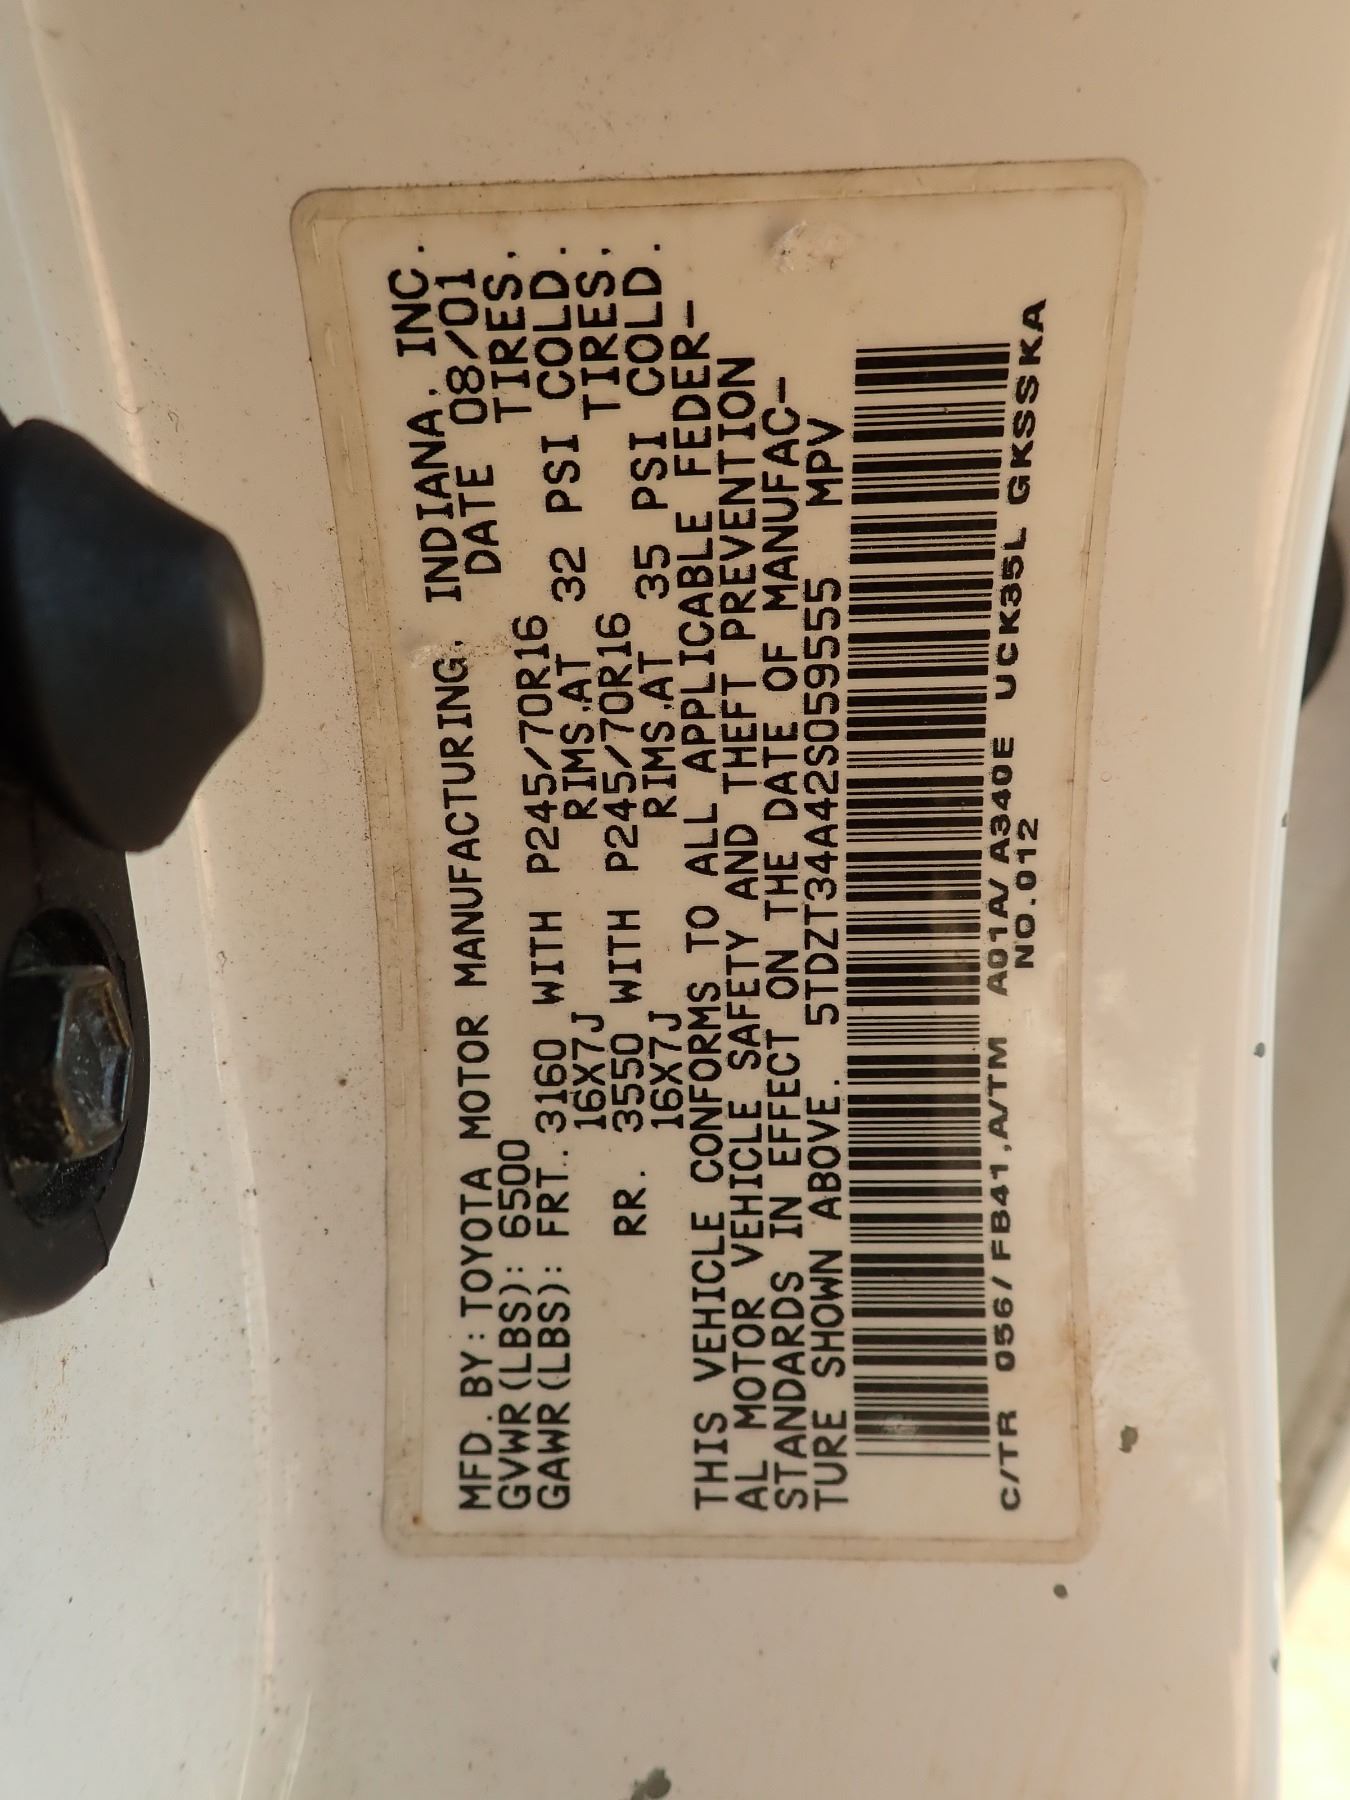 MFD. BY: TOYOTA MOTOR MANUFACTURING, INDIANA, INC.
GVWR(LBS): 6500 DATE 08/01
GAWR(LBS): FRT. 3160 WITH P245/70R16 TIRES,
16X7J RIMS,AT 32 PSI COLD.
RR. 3550 WITH P245/70R16 TIRES,
16X7J RIMS,AT 35 PSI COLD.
THIS VEHICLE CONFORMS TO ALL APPLICABLE FEDER-
AL MOTOR VEHICLE SAFETY AND THEFT PREVENTION
STANDARDS IN EFFECT ON THE DATE OF MANUFAC-
TURE SHOWN ABOVE. 5TDZT34A42S059555 MPV
C/TR 056/FB41,A/TM A01A/A340E UCK35L GKSSKA
NO.012